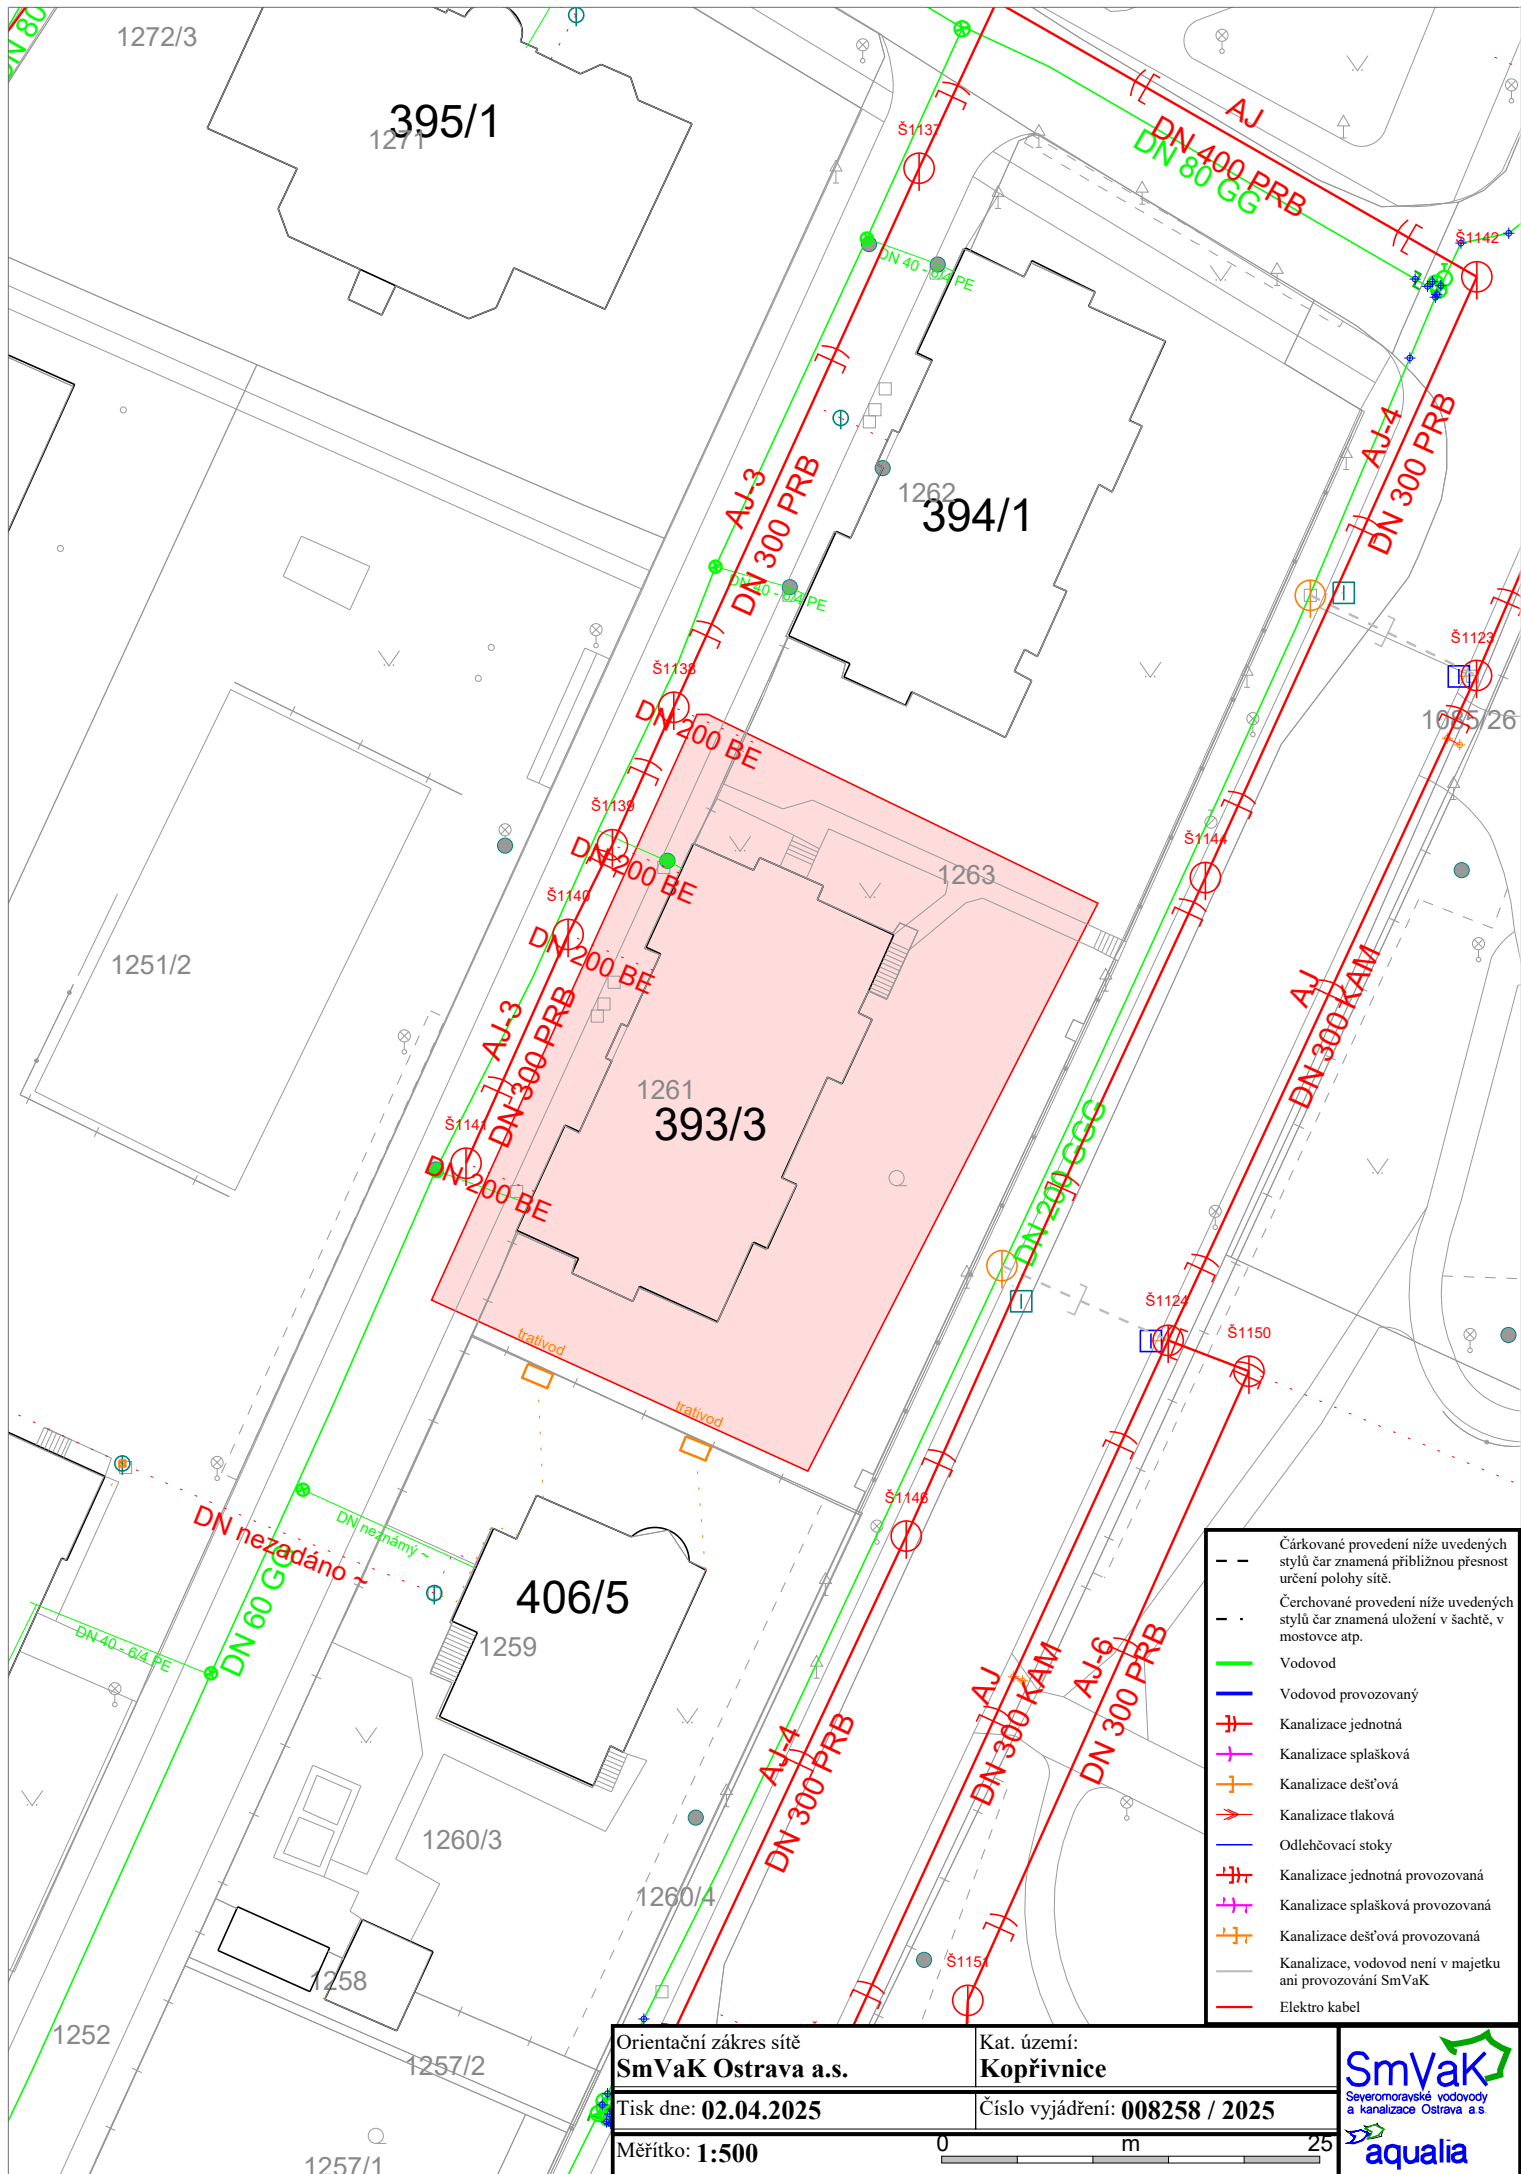 DN 80
1272/3
395/1
1271
Š1137
AJ
DN 400 PRB
DN 80 GG
Š1142
DN 40 - 6/4 PE
AJ-3
DN 300 PRB
1262
394/1
AJ-4
DN 300 PRB
DN 40 - 6/4 PE
Š1138
DN 200 BE
Š1123
1085/26
Š1139
DN 200 BE
Š1144
1263
Š1140
DN 200 BE
1251/2
AJ-3
DN 300 PRB
AJ
DN 300 KAM
1261
393/3
Š1141
DN 200 BE
DN 200 GGG
Š1124
Š1150
trativod
trativod
DN nezadáno ~
DN neznámý ~
Š1146
406/5
1259
DN 60 GG
DN 40 - 6/4 PE
AJ
DN 300 KAM
AJ-6
DN 300 PRB
AJ-4
DN 300 PRB
1260/3
1260/4
Š1151
1258
1252
1257/2
1257/1
Čárkované provedení níže uvedených
stylů čar znamená přibližnou přesnost
určení polohy sítě.
Čerchované provedení níže uvedených
stylů čar znamená uložení v šachtě, v
mostovce atp.
Vodovod
Vodovod provozovaný
Kanalizace jednotná
Kanalizace splašková
Kanalizace dešťová
Kanalizace tlaková
Odlehčovací stoky
Kanalizace jednotná provozovaná
Kanalizace splašková provozovaná
Kanalizace dešťová provozovaná
Kanalizace, vodovod není v majetku
ani provozování SmVaK
Elektro kabel
Orientační zákres sítě
SmVaK Ostrava a.s.
Kat. území:
Kopřivnice
Tisk dne: 02.04.2025
Číslo vyjádření: 008258 / 2025
Měřítko: 1:500
0 m 25
SmVaK
Severomoravské vodovody
a kanalizace Ostrava a.s.
aqualia